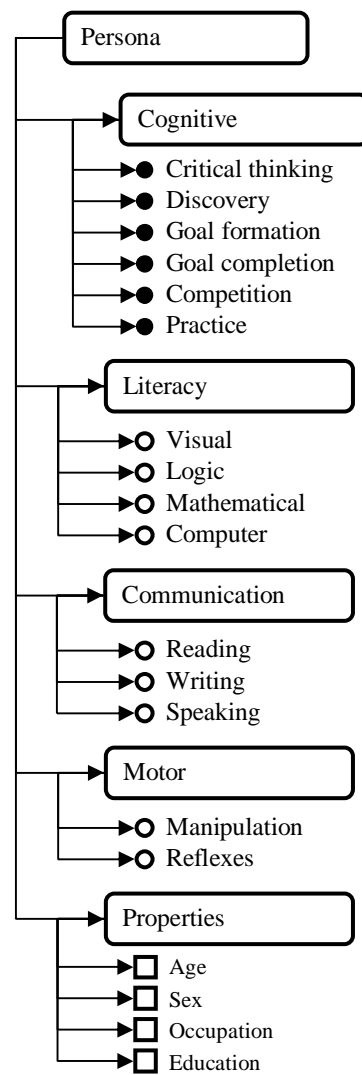 Persona
Cognitive
Critical thinking
Discovery
Goal formation
Goal completion
Competition
Practice
Literacy
Visual
Logic
Mathematical
Computer
Communication
Reading
Writing
Speaking
Motor
Manipulation
Reflexes
Properties
Age
Sex
Occupation
Education